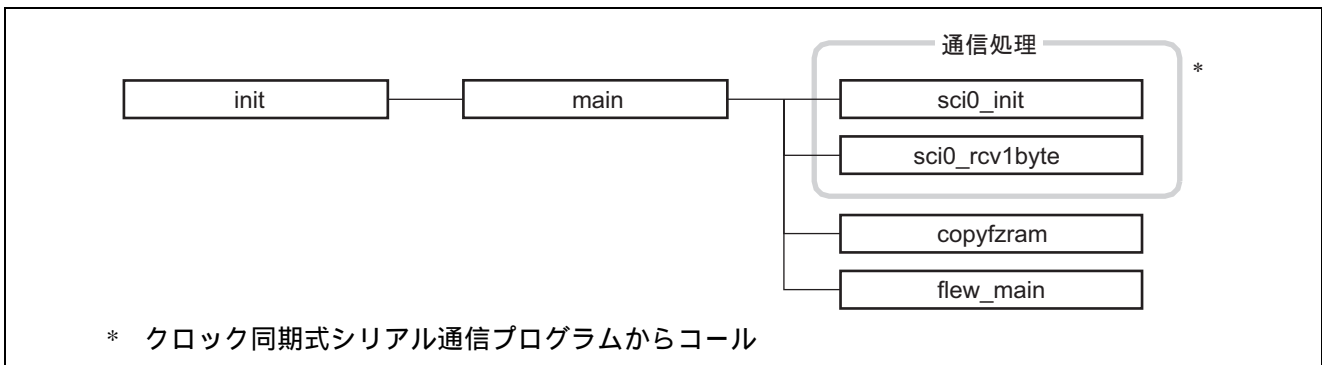 通信処理
*
init
main
sci0_init
sci0_rcv1byte
copyfzram
flew_main
* クロック同期式シリアル通信プログラムからコール